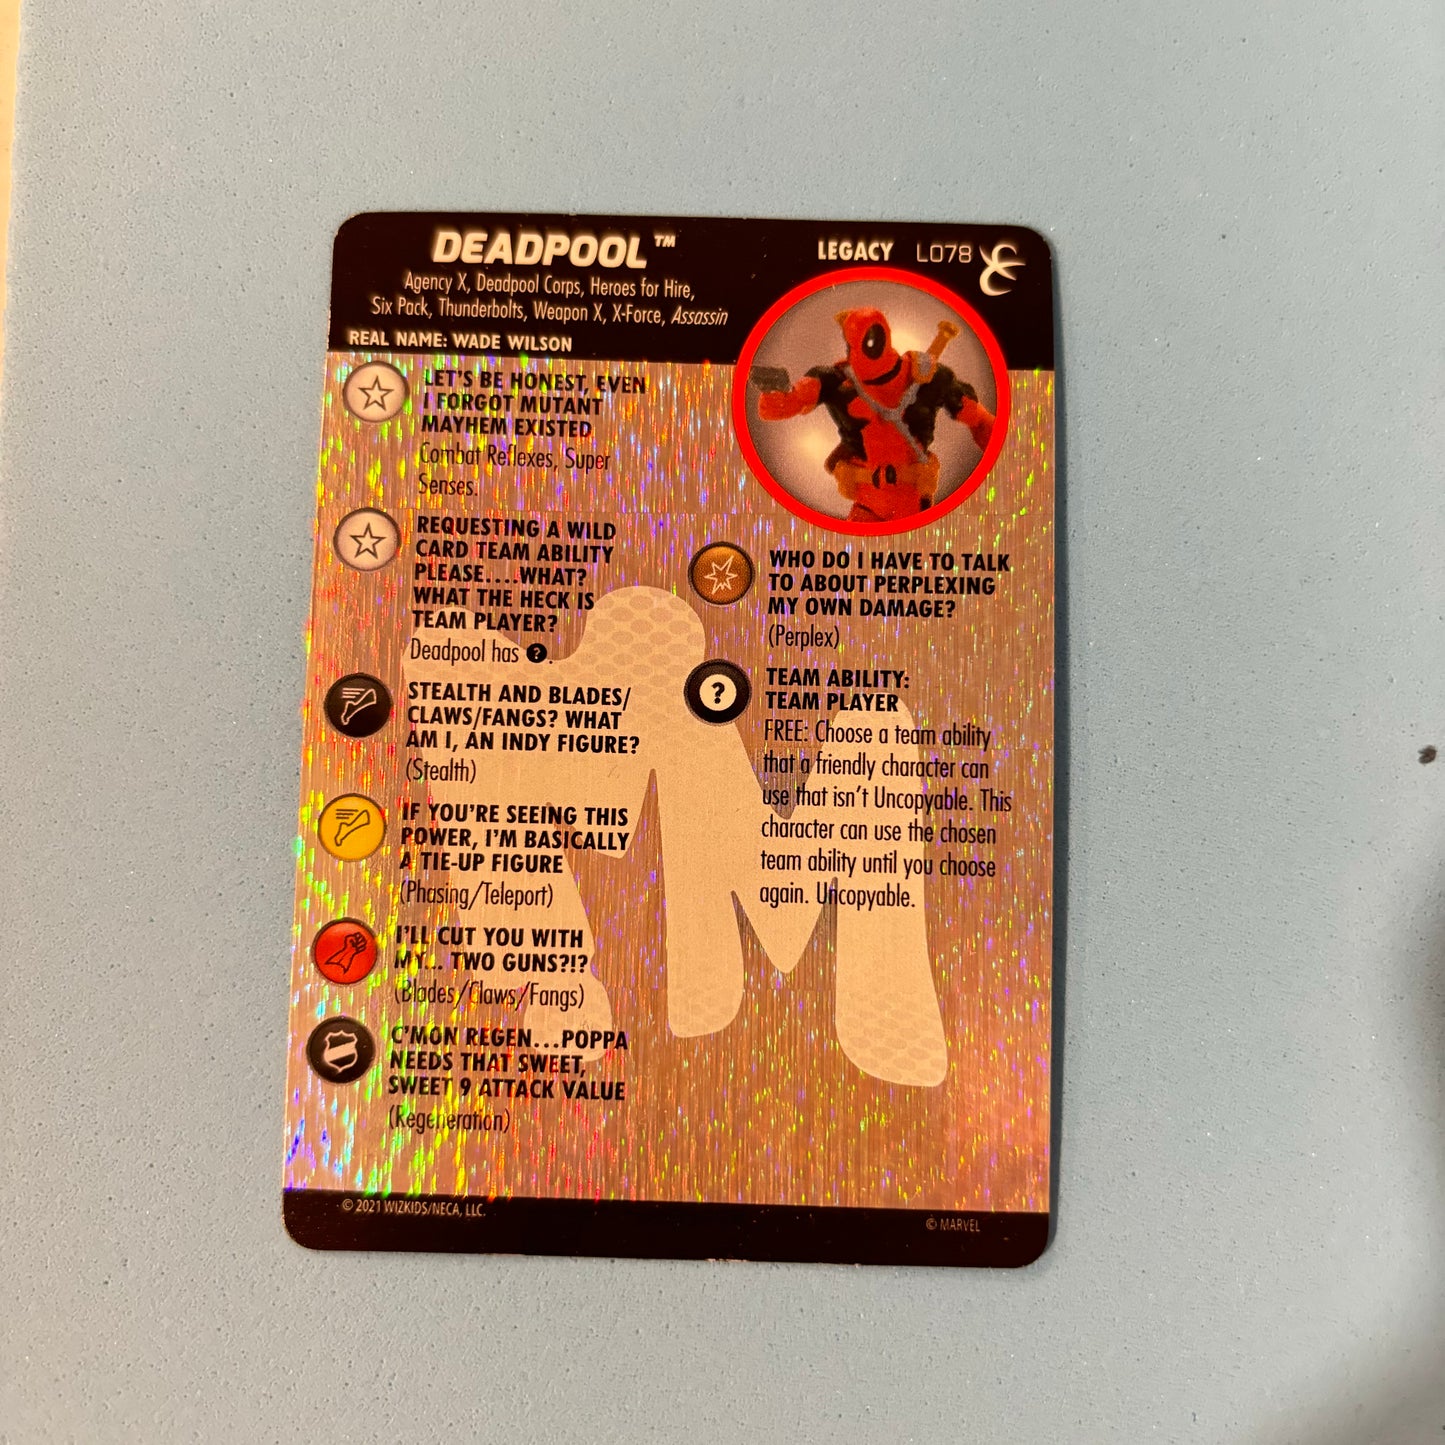 DEADPOOL™
LEGACY L078
Agency X, Deadpool Corps, Heroes for Hire,
Six Pack, Thunderbolts, Weapon X, X-Force, Assassin
REAL NAME: WADE WILSON
LET'S BE HONEST, EVEN
I FORGOT MUTANT
MAYHEM EXISTED
Combat Reflexes, Super
Senses.
REQUESTING A WILD
CARD TEAM ABILITY
PLEASE....WHAT?
WHAT THE HECK IS
TEAM PLAYER?
Deadpool has ?.
STEALTH AND BLADES/
CLAWS/FANGS? WHAT
AM I, AN INDY FIGURE?
(Stealth)
IF YOU'RE SEEING THIS
POWER, I'M BASICALLY
A TIE-UP FIGURE
(Phasing/Teleport)
I'LL CUT YOU WITH
MY... TWO GUNS?!?
(Blades/Claws/Fangs)
C'MON REGEN...POPPA
NEEDS THAT SWEET,
SWEET 9 ATTACK VALUE
(Regeneration)
WHO DO I HAVE TO TALK
TO ABOUT PERPLEXING
MY OWN DAMAGE?
(Perplex)
?
TEAM ABILITY:
TEAM PLAYER
FREE: Choose a team ability
that a friendly character can
use that isn't Uncopyable. This
character can use the chosen
team ability until you choose
again. Uncopyable.
© 2021 WIZKIDS/NECA, LLC.
© MARVEL